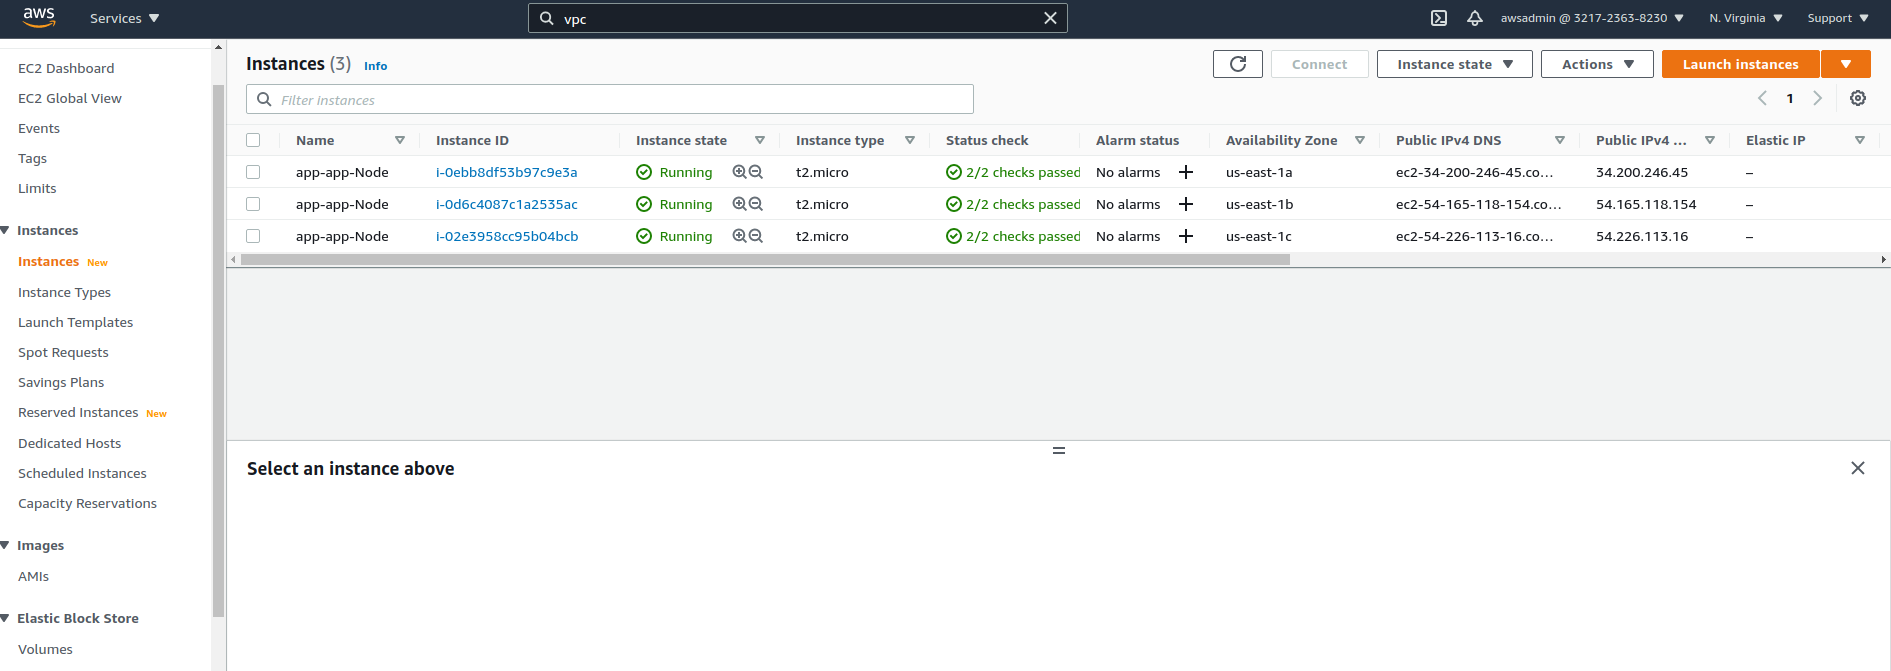 aws Services vpc awsadmin @ 3217-2363-8230 N. Virginia Support
EC2 Dashboard
EC2 Global View
Events
Tags
Limits
Instances
Instances New
Instance Types
Launch Templates
Spot Requests
Savings Plans
Reserved Instances New
Dedicated Hosts
Scheduled Instances
Capacity Reservations
Images
AMIs
Elastic Block Store
Volumes
Instances (3) Info Connect Instance state Actions Launch instances
Filter instances 1
Name Instance ID Instance state Instance type Status check Alarm status Availability Zone Public IPv4 DNS Public IPv4 ... Elastic IP
app-app-Node i-0ebb8df53b97c9e3a Running t2.micro 2/2 checks passed No alarms us-east-1a ec2-34-200-246-45.co... 34.200.246.45 –
app-app-Node i-0d6c4087c1a2535ac Running t2.micro 2/2 checks passed No alarms us-east-1b ec2-54-165-118-154.co... 54.165.118.154 –
app-app-Node i-02e3958cc95b04bcb Running t2.micro 2/2 checks passed No alarms us-east-1c ec2-54-226-113-16.co... 54.226.113.16 –
Select an instance above